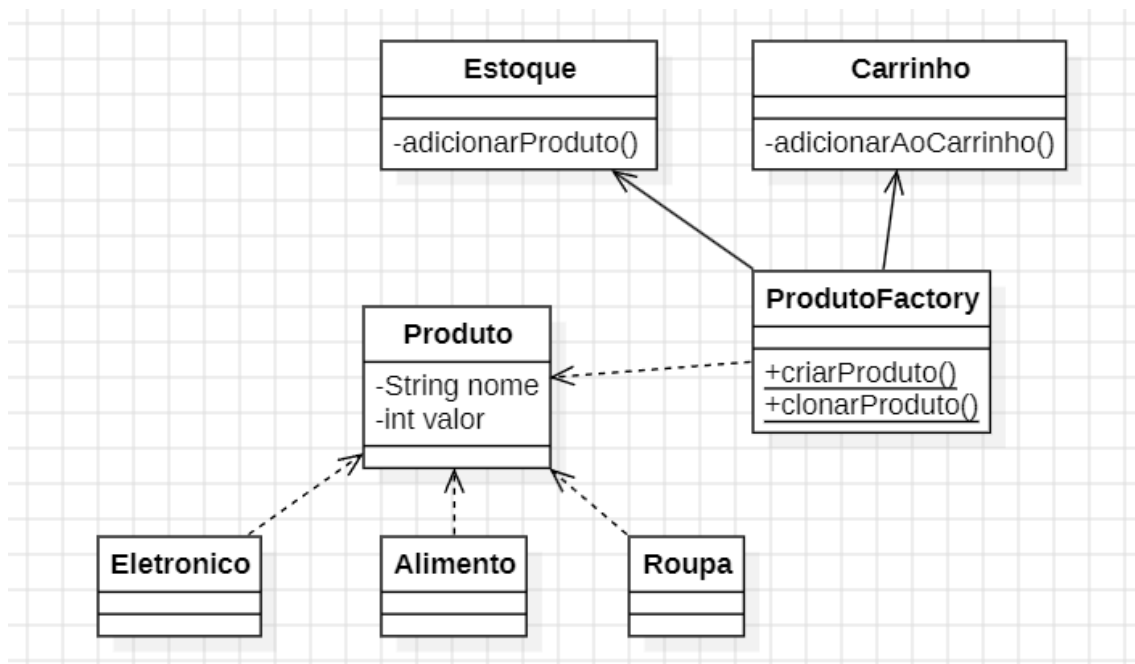 Estoque
-adicionarProduto()
Carrinho
-adicionarAoCarrinho()
ProdutoFactory
+criarProduto()
+clonarProduto()
Produto
-String nome
-int valor
Eletronico
Alimento
Roupa